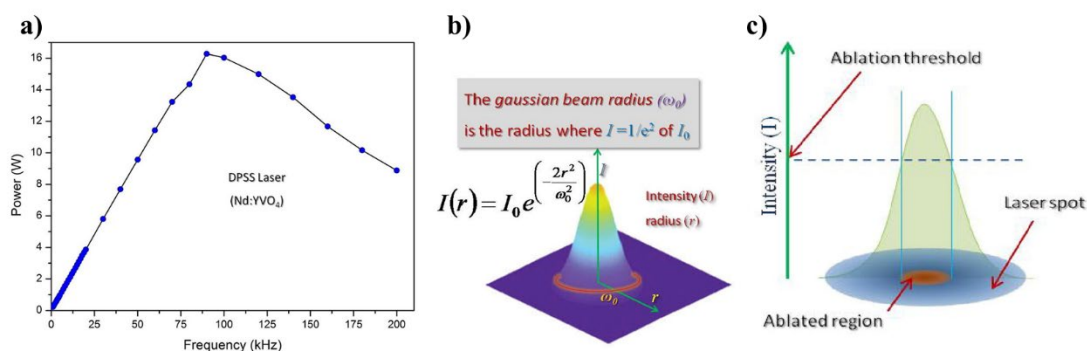 a)
16
14
12
10
8
6
4
2
0
Power (W)
DPSS Laser
(Nd:YVO₄)
0 25 50 75 100 125 150 175 200
Frequency (kHz)
b)
The gaussian beam radius (ω₀)
is the radius where I =1/e² of I₀
I
I(r) = I₀ e^(-2r²/ω₀²)
Intensity (I)
radius (r)
ω₀
r
c)
Ablation threshold
Intensity (I)
Laser spot
Ablated region